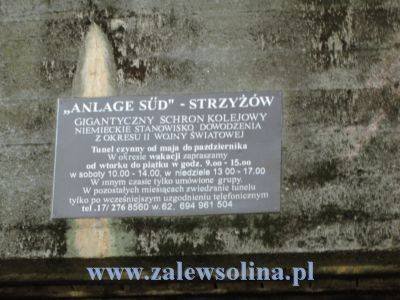 „ANLAGE SŰD" - STRZYŻÓW
GIGANTYCZNY SCHRON KOLEJOWY
NIEMIECKIE STANOWISKO DOWODZENIA
Z OKRESU II WOJNY ŚWIATOWEJ
Tunel czynny od maja do października
W okresie wakacji zapraszamy
od wtorku do piątku w godz. 9.00 - 15.00
w soboty 10.00 - 14.00, w niedziele 13 00 - 17.00
W innym czasie tylko umówione grupy.
W pozostałych miesiącach zwiedzanie tunelu
tylko po wcześniejszym uzgodnieniu telefonicznym
tel.17/ 276 8560 w.62, 694 961 504
www.zalewsolina.pl